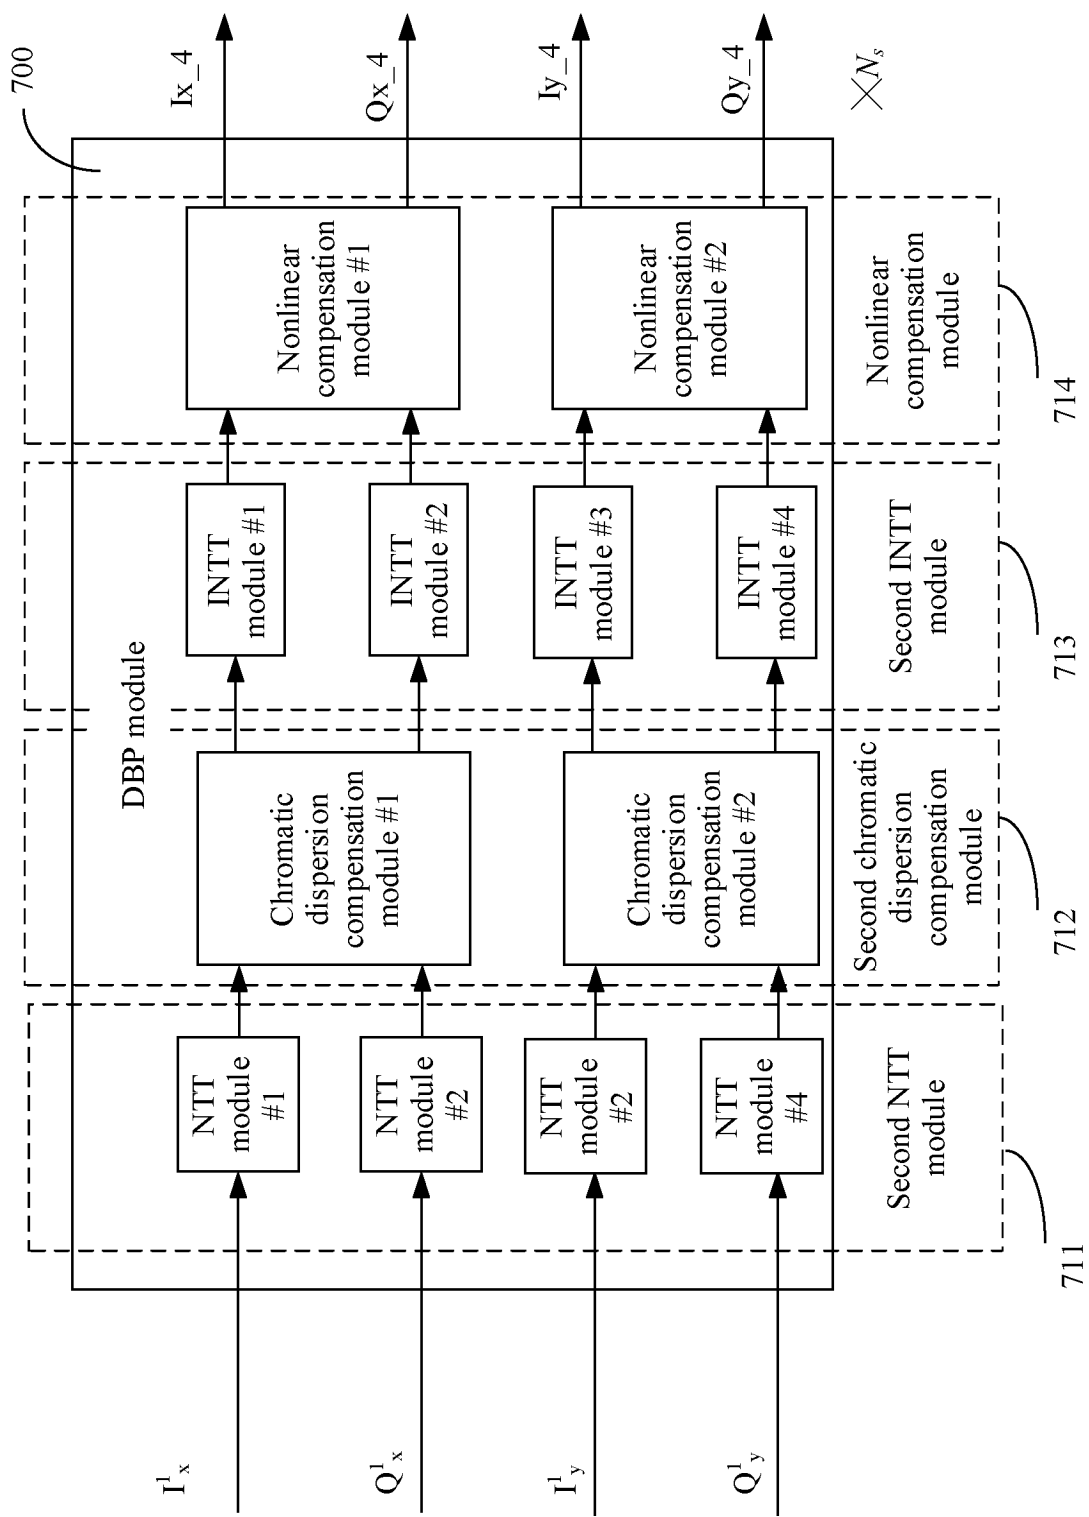 700
DBP module
I¹ₓ
NTT
module
#1
Chromatic
dispersion
compensation
module #1
INTT
module #1
Nonlinear
compensation
module #1
Ix_4
Q¹ₓ
NTT
module
#2
INTT
module #2
Qx_4
I¹y
NTT
module
#2
Chromatic
dispersion
compensation
module #2
INTT
module #3
Nonlinear
compensation
module #2
Iy_4
Q¹y
NTT
module
#4
INTT
module #4
Qy_4
Second NTT
module
Second chromatic
dispersion
compensation
module
Second INTT
module
Nonlinear
compensation
module
×Nₛ
711
712
713
714